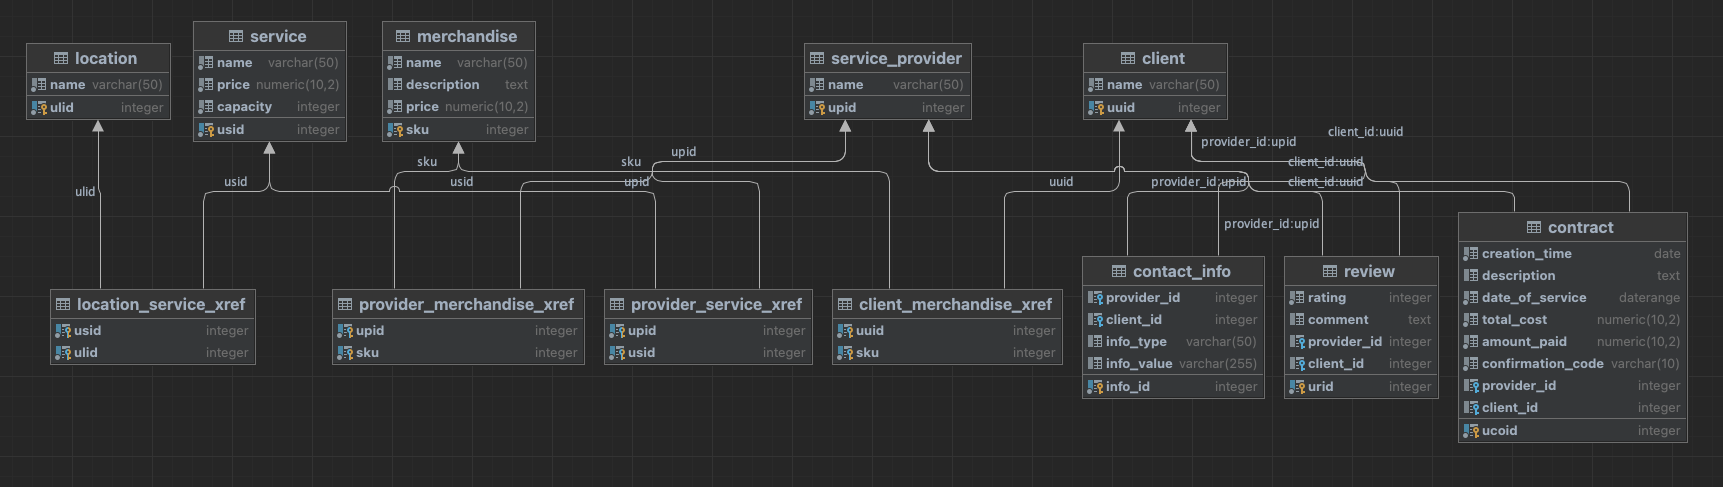 location
name varchar(50)
ulid integer
service
name varchar(50)
price numeric(10,2)
capacity integer
usid integer
merchandise
name varchar(50)
description text
price numeric(10,2)
sku integer
service_provider
name varchar(50)
upid integer
client
name varchar(50)
uuid integer
client_id:uuid
provider_id:upid
upid
sku
sku
client_id:uuid
ulid
usid
usid
upid
uuid
provider_id:upid
client_id:uuid
provider_id:upid
location_service_xref
usid integer
ulid integer
provider_merchandise_xref
upid integer
sku integer
provider_service_xref
upid integer
usid integer
client_merchandise_xref
uuid integer
sku integer
contact_info
provider_id integer
client_id integer
info_type varchar(50)
info_value varchar(255)
info_id integer
review
rating integer
comment text
provider_id integer
client_id integer
urid integer
contract
creation_time date
description text
date_of_service daterange
total_cost numeric(10,2)
amount_paid numeric(10,2)
confirmation_code varchar(10)
provider_id integer
client_id integer
ucoid integer